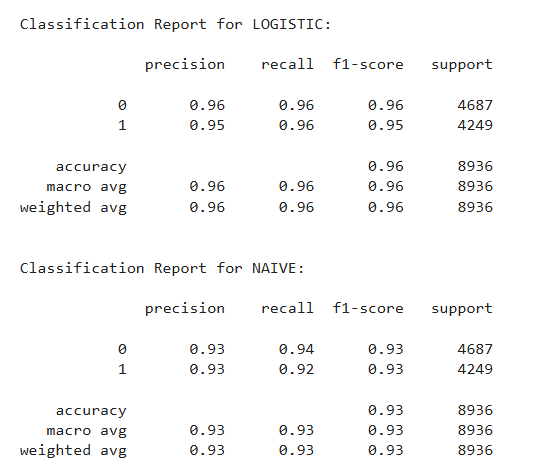 Classification Report for LOGISTIC:
precision recall f1-score support
0 0.96 0.96 0.96 4687
1 0.95 0.96 0.95 4249
accuracy 0.96 8936
macro avg 0.96 0.96 0.96 8936
weighted avg 0.96 0.96 0.96 8936
Classification Report for NAIVE:
precision recall f1-score support
0 0.93 0.94 0.93 4687
1 0.93 0.92 0.93 4249
accuracy 0.93 8936
macro avg 0.93 0.93 0.93 8936
weighted avg 0.93 0.93 0.93 8936